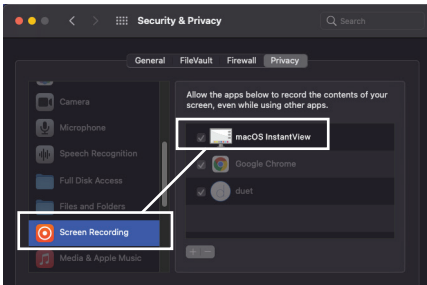 Security & Privacy
Search
General
FileVault
Firewall
Privacy
Camera
Microphone
Speech Recognition
Full Disk Access
Files and Folders
Screen Recording
Media & Apple Music
Allow the apps below to record the contents of your
screen, even while using other apps.
macOS InstantView
Google Chrome
duet